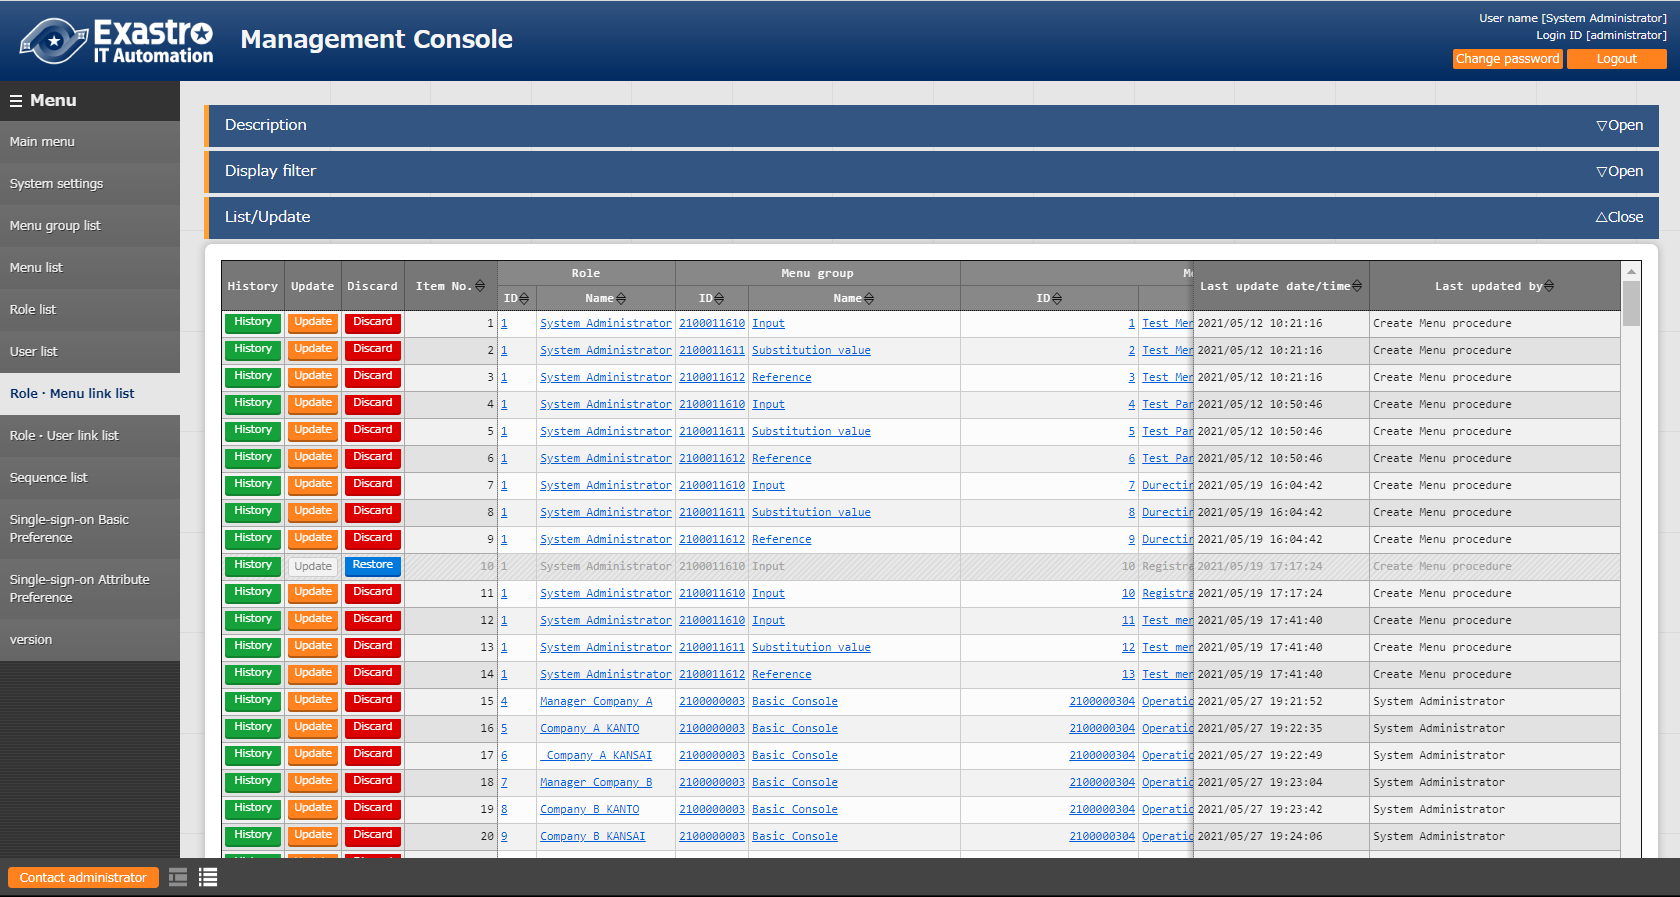 Exastro
IT Automation
Management Console
User name [System Administrator]
Login ID [administrator]
Change password
Logout
Menu
Main menu
System settings
Menu group list
Menu list
Role list
User list
Role・Menu link list
Role・User link list
Sequence list
Single-sign-on Basic
Preference
Single-sign-on Attribute
Preference
version
Description
▽Open
Display filter
▽Open
List/Update
△Close
Role Menu group
History Update Discard Item No. ID Name ID Name ID Last update date/time Last updated by
History Update Discard 1 1 System Administrator 2100011610 Input 1 Test Men 2021/05/12 10:21:16 Create Menu procedure
History Update Discard 2 1 System Administrator 2100011611 Substitution value 2 Test Men 2021/05/12 10:21:16 Create Menu procedure
History Update Discard 3 1 System Administrator 2100011612 Reference 3 Test Men 2021/05/12 10:21:16 Create Menu procedure
History Update Discard 4 1 System Administrator 2100011610 Input 4 Test Par 2021/05/12 10:50:46 Create Menu procedure
History Update Discard 5 1 System Administrator 2100011611 Substitution value 5 Test Par 2021/05/12 10:50:46 Create Menu procedure
History Update Discard 6 1 System Administrator 2100011612 Reference 6 Test Par 2021/05/12 10:50:46 Create Menu procedure
History Update Discard 7 1 System Administrator 2100011610 Input 7 Durectin 2021/05/19 16:04:42 Create Menu procedure
History Update Discard 8 1 System Administrator 2100011611 Substitution value 8 Durectin 2021/05/19 16:04:42 Create Menu procedure
History Update Discard 9 1 System Administrator 2100011612 Reference 9 Durectin 2021/05/19 16:04:42 Create Menu procedure
History Update Restore 10 1 System Administrator 2100011610 Input 10 Registra 2021/05/19 17:17:24 Create Menu procedure
History Update Discard 11 1 System Administrator 2100011610 Input 10 Registra 2021/05/19 17:17:24 Create Menu procedure
History Update Discard 12 1 System Administrator 2100011610 Input 11 Test men 2021/05/19 17:41:40 Create Menu procedure
History Update Discard 13 1 System Administrator 2100011611 Substitution value 12 Test men 2021/05/19 17:41:40 Create Menu procedure
History Update Discard 14 1 System Administrator 2100011612 Reference 13 Test men 2021/05/19 17:41:40 Create Menu procedure
History Update Discard 15 4 Manager Company A 2100000003 Basic Console 2100000304 Operatio 2021/05/27 19:21:52 System Administrator
History Update Discard 16 5 Company A KANTO 2100000003 Basic Console 2100000304 Operatio 2021/05/27 19:22:35 System Administrator
History Update Discard 17 6 Company A KANSAI 2100000003 Basic Console 2100000304 Operatio 2021/05/27 19:22:49 System Administrator
History Update Discard 18 7 Manager Company B 2100000003 Basic Console 2100000304 Operatio 2021/05/27 19:23:04 System Administrator
History Update Discard 19 8 Company B KANTO 2100000003 Basic Console 2100000304 Operatio 2021/05/27 19:23:42 System Administrator
History Update Discard 20 9 Company B KANSAI 2100000003 Basic Console 2100000304 Operatio 2021/05/27 19:24:06 System Administrator
Contact administrator